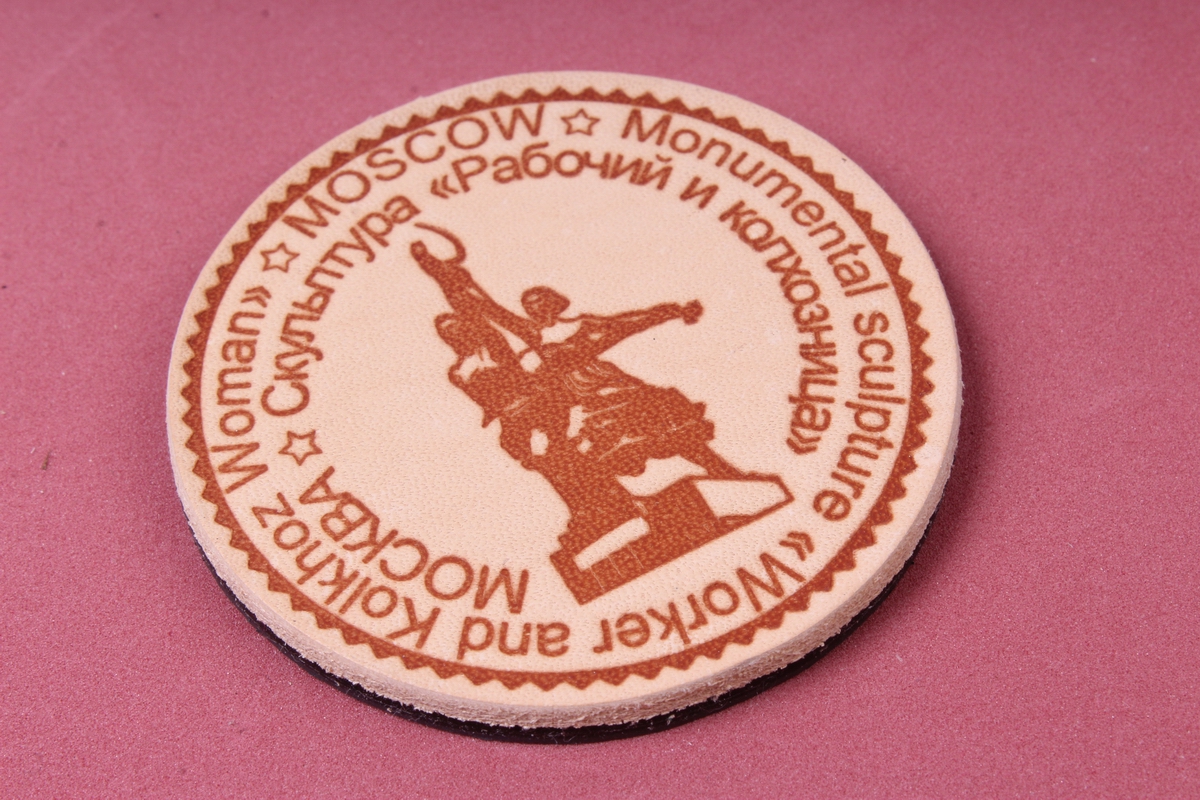 MOSCOW ☆ Monumental sculpture «Worker and Kolkhoz Woman» ☆
МОСКВА ☆ Скульптура «Рабочий и колхозница»